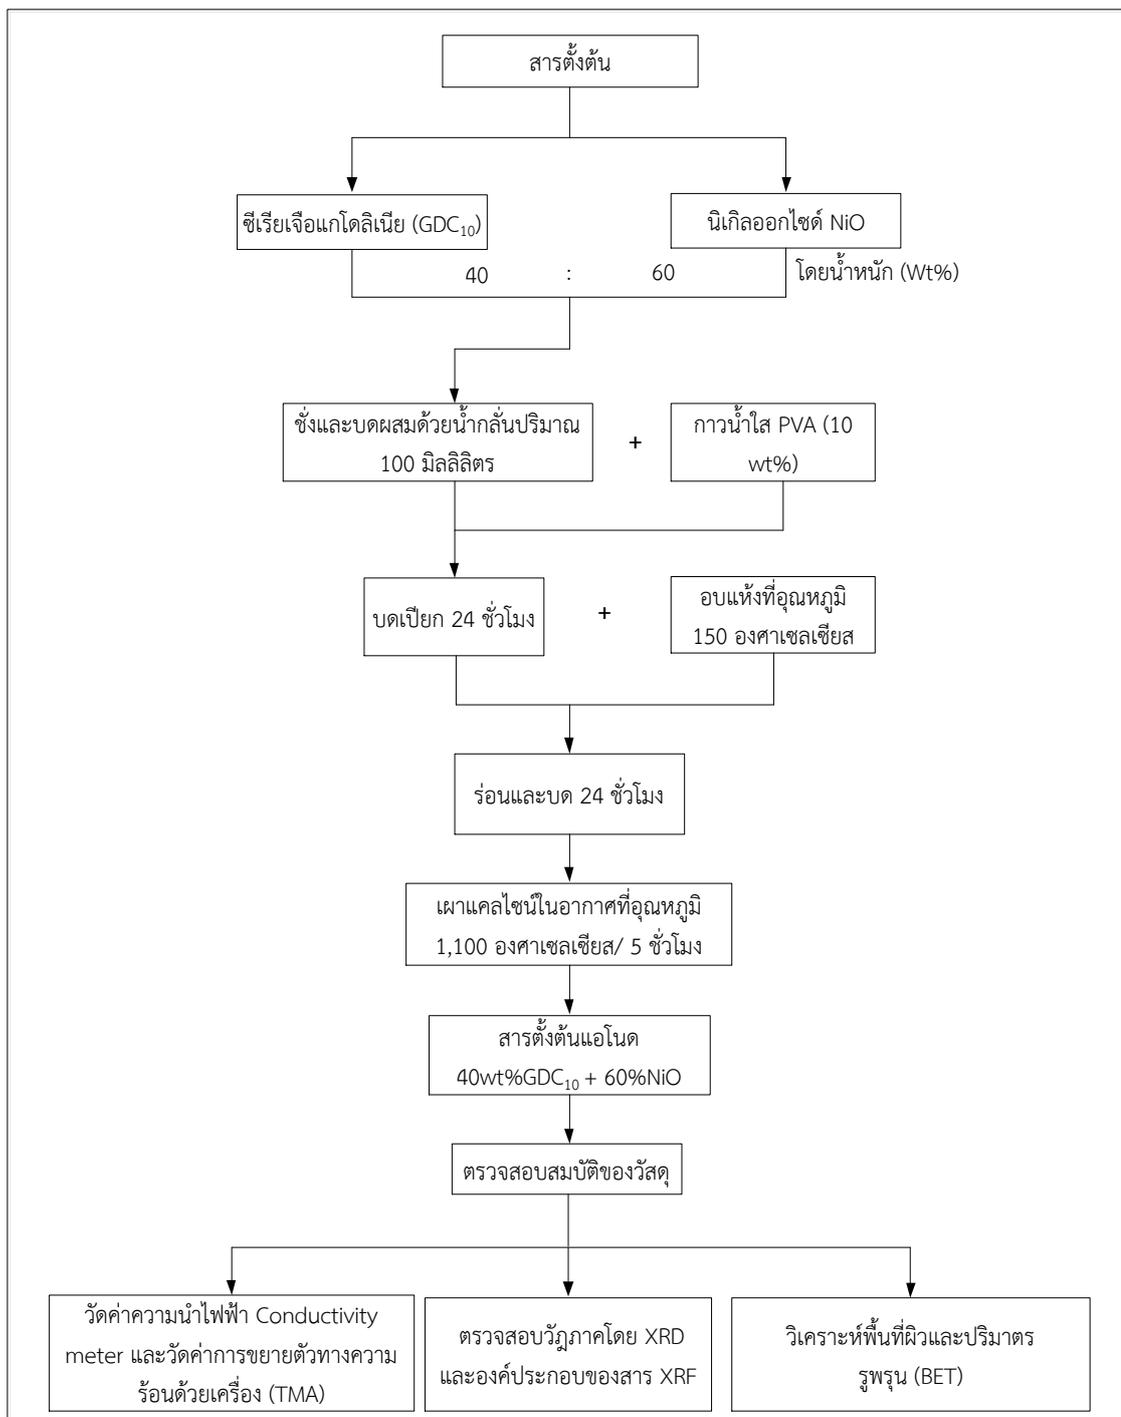 สารตั้งต้น
ซีเรียเจือแกโดลิเนีย (GDC₁₀)
นิเกิลออกไซด์ NiO
40 : 60 โดยน้ำหนัก (Wt%)
ชั่งและบดผสมด้วยน้ำกลั่นปริมาณ
100 มิลลิลิตร
+
กาวน้ำใส PVA (10
wt%)
บดเปียก 24 ชั่วโมง
+
อบแห้งที่อุณหภูมิ
150 องศาเซลเซียส
ร่อนและบด 24 ชั่วโมง
เผาแคลไซน์ในอากาศที่อุณหภูมิ
1,100 องศาเซลเซียส/ 5 ชั่วโมง
สารตั้งต้นแอโนด
40wt%GDC₁₀ + 60%NiO
ตรวจสอบสมบัติของวัสดุ
วัดค่าความนำไฟฟ้า Conductivity
meter และวัดค่าการขยายตัวทางความ
ร้อนด้วยเครื่อง (TMA)
ตรวจสอบวัฏภาคโดย XRD
และองค์ประกอบของสาร XRF
วิเคราะห์พื้นที่ผิวและปริมาตร
รูพรุน (BET)